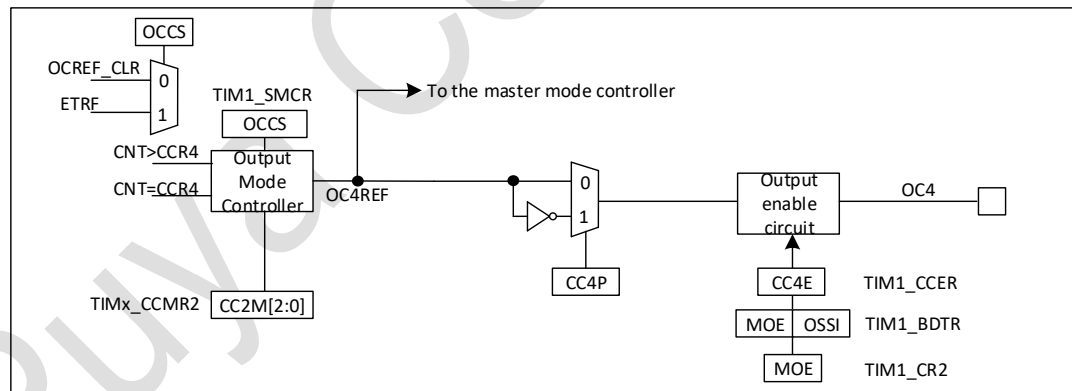 OCCS
OCREF_CLR
0
ETRF
1
To the master mode controller
TIM1_SMCR
OCCS
CNT>CCR4
CNT=CCR4
Output
Mode
Controller
OC4REF
0
1
CC4P
Output
enable
circuit
OC4
TIMx_CCMR2
CC2M[2:0]
CC4E
TIM1_CCER
MOE
OSSI
TIM1_BDTR
MOE
TIM1_CR2
Puya Co